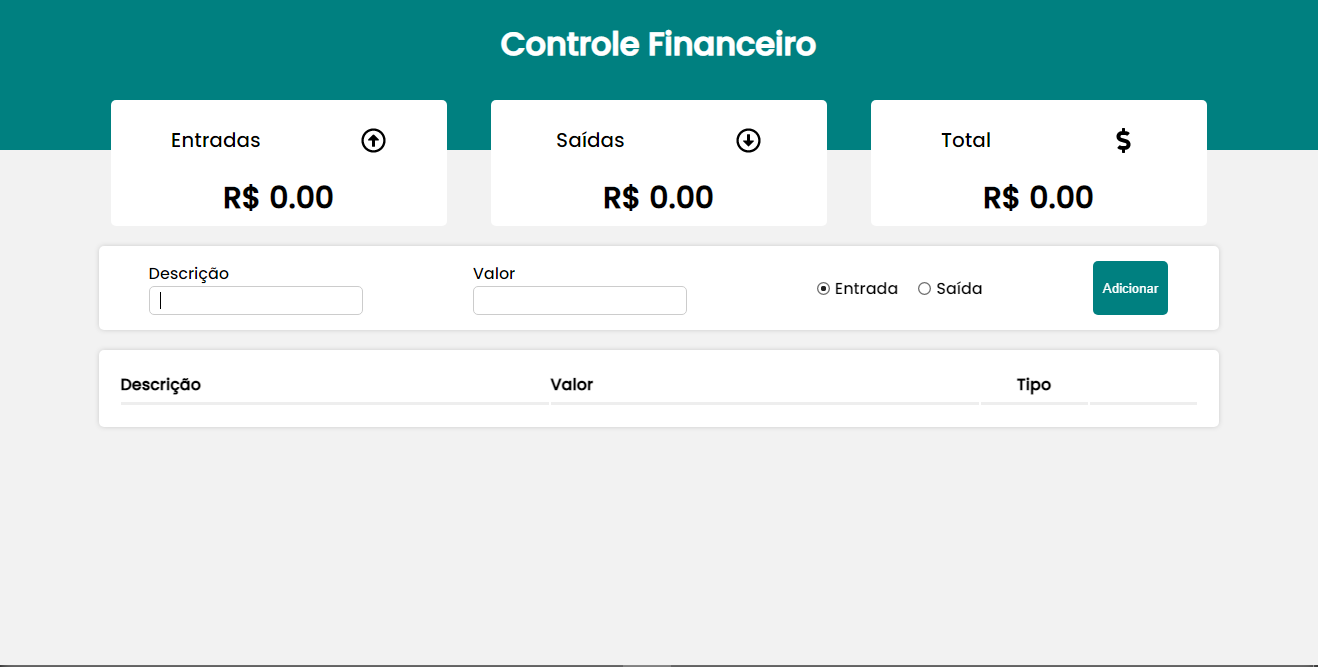 Controle Financeiro
Entradas
R$ 0.00
Saídas
R$ 0.00
Total
$
R$ 0.00
Descrição
Valor
Entrada
Saída
Adicionar
Descrição Valor Tipo